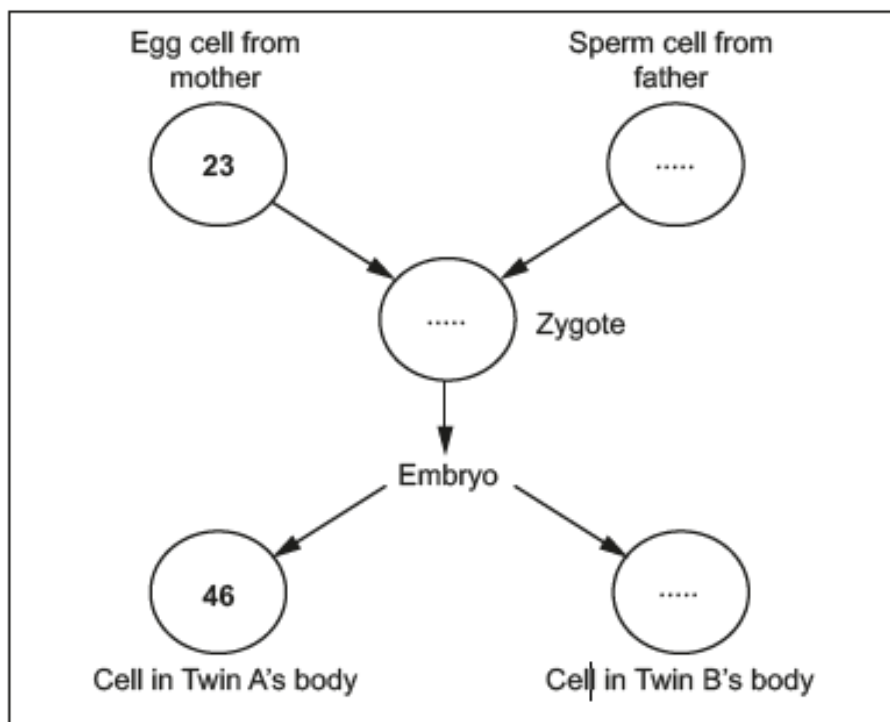 Egg cell from
mother
Sperm cell from
father
23
.....
.....
Zygote
Embryo
46
.....
Cell in Twin A's body
Cell in Twin B's body